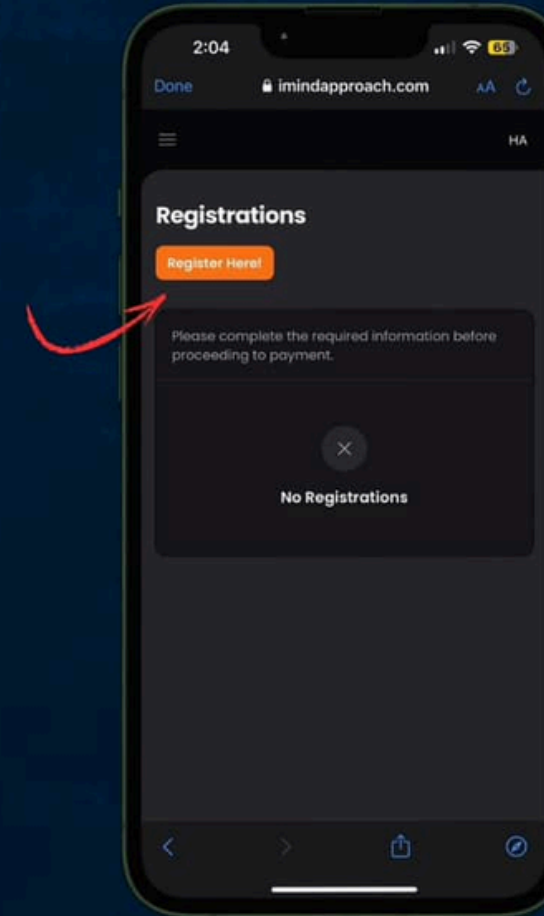 2:04
65
Done
imindapproach.com
AA
HA
Registrations
Register Here!
Please complete the required information before
proceeding to payment.
No Registrations